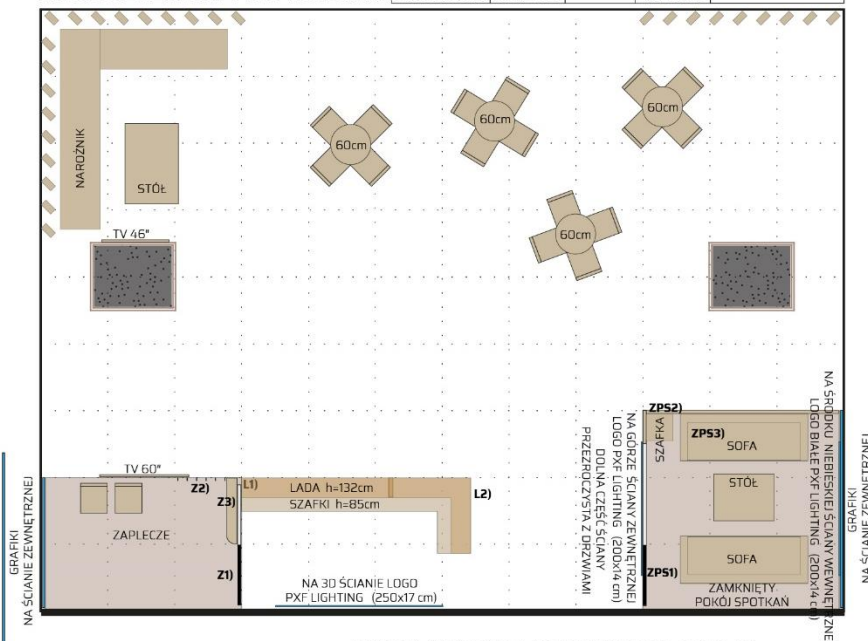 NAROŻNIK
STÓŁ
60cm
60cm
60cm
60cm
TV 46"
TV 60"
Z2)
Z3)
L1)
LADA h=132cm
SZAFKI h=85cm
L2)
ZAPLECZE
Z1)
NA 3D ŚCIANIE LOGO
PXF LIGHTING (250x17 cm)
GRAFIKI
NA ŚCIANIE ZEWNĘTRZNEJ
NA GÓRZE ŚCIANY ZEWNĘTRZNEJ
LOGO PXF LIGHTING (200x14 cm)
DOLNA CZĘŚĆ ŚCIANY
PRZEZROCZYSTA Z DRZWIAMI
ZPS2)
SZAFKA
ZPS3)
SOFA
STÓŁ
SOFA
ZPS1)
ZAMKNIĘTY
POKÓJ SPOTKAŃ
NA ŚRODKU NIEBIESKIEJ ŚCIANY WEWNĘTRZNEJ
LOGO BIAŁE PXF LIGHTING (200x14 cm)
GRAFIKI
NA ŚCIANIE ZEWNĘTRZNEJ